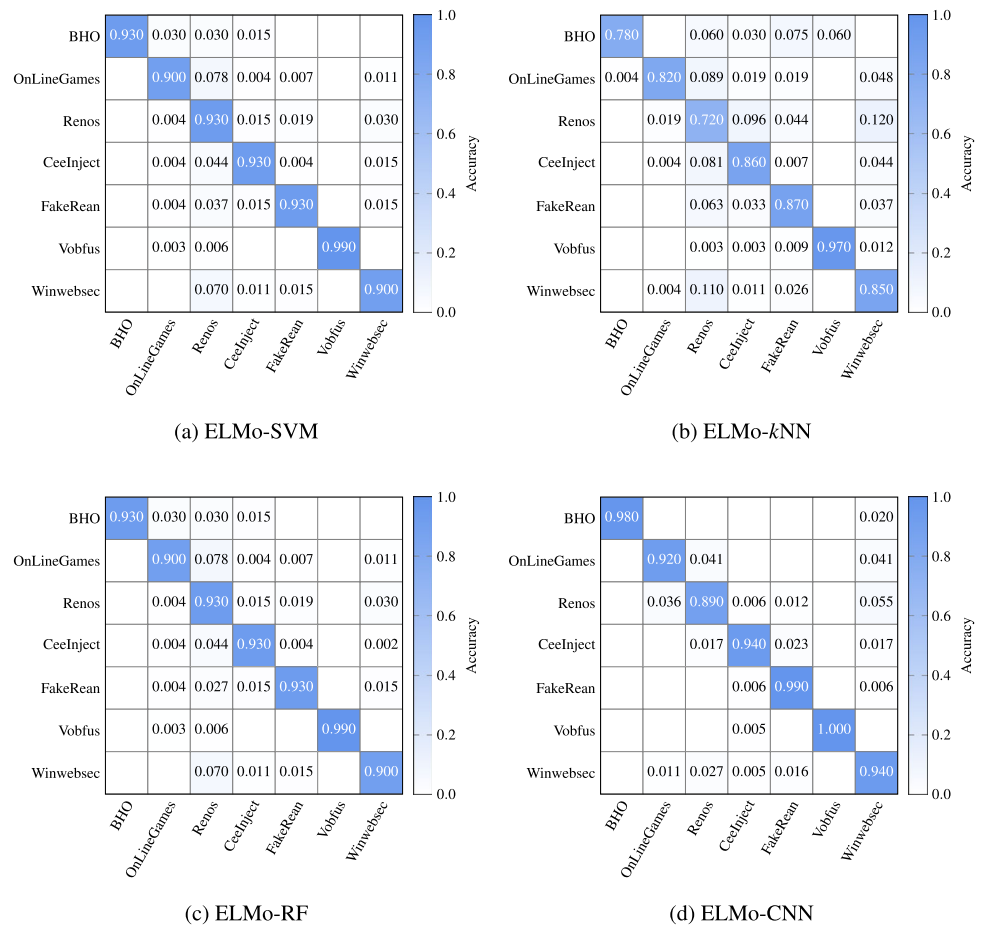 BHO 0.930 0.030 0.030 0.015
OnLineGames 0.900 0.078 0.004 0.007 0.011
Renos 0.004 0.930 0.015 0.019 0.030
CeeInject 0.004 0.044 0.930 0.004 0.015
FakeRean 0.004 0.037 0.015 0.930 0.015
Vobfus 0.003 0.006 0.990
Winwebsec 0.070 0.011 0.015 0.900
BHO OnLineGames Renos CeeInject FakeRean Vobfus Winwebsec
1.0
0.8
0.6
0.4
0.2
0.0
Accuracy
(a) ELMo-SVM
BHO 0.780 0.060 0.030 0.075 0.060
OnLineGames 0.004 0.820 0.089 0.019 0.019 0.048
Renos 0.019 0.720 0.096 0.044 0.120
CeeInject 0.004 0.081 0.860 0.007 0.044
FakeRean 0.063 0.033 0.870 0.037
Vobfus 0.003 0.003 0.009 0.970 0.012
Winwebsec 0.004 0.110 0.011 0.026 0.850
BHO OnLineGames Renos CeeInject FakeRean Vobfus Winwebsec
1.0
0.8
0.6
0.4
0.2
0.0
Accuracy
(b) ELMo-kNN
BHO 0.930 0.030 0.030 0.015
OnLineGames 0.900 0.078 0.004 0.007 0.011
Renos 0.004 0.930 0.015 0.019 0.030
CeeInject 0.004 0.044 0.930 0.004 0.002
FakeRean 0.004 0.027 0.015 0.930 0.015
Vobfus 0.003 0.006 0.990
Winwebsec 0.070 0.011 0.015 0.900
BHO OnLineGames Renos CeeInject FakeRean Vobfus Winwebsec
1.0
0.8
0.6
0.4
0.2
0.0
Accuracy
(c) ELMo-RF
BHO 0.980 0.020
OnLineGames 0.920 0.041 0.041
Renos 0.036 0.890 0.006 0.012 0.055
CeeInject 0.017 0.940 0.023 0.017
FakeRean 0.006 0.990 0.006
Vobfus 0.005 1.000
Winwebsec 0.011 0.027 0.005 0.016 0.940
BHO OnLineGames Renos CeeInject FakeRean Vobfus Winwebsec
1.0
0.8
0.6
0.4
0.2
0.0
Accuracy
(d) ELMo-CNN